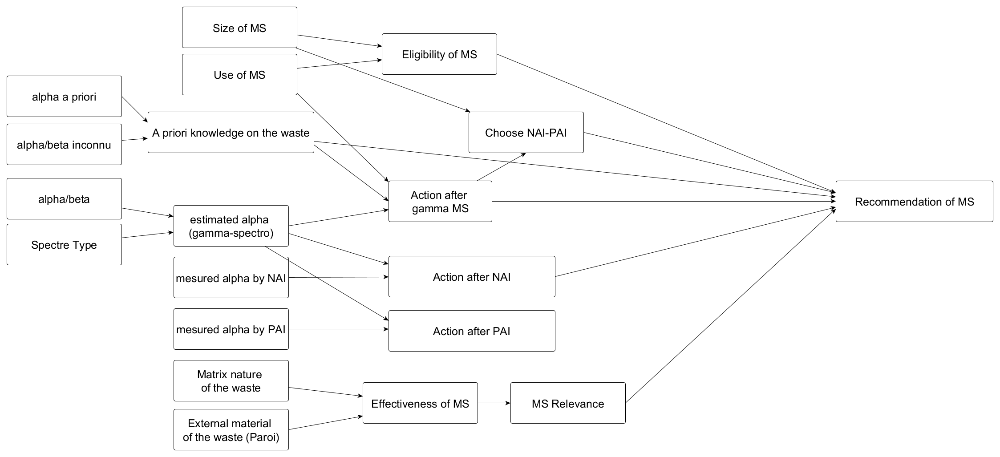 Size of MS
Use of MS
Eligibility of MS
alpha a priori
alpha/beta inconnu
A priori knowledge on the waste
Choose NAI-PAI
alpha/beta
Spectre Type
estimated alpha
(gamma-spectro)
Action after
gamma MS
Recommendation of MS
mesured alpha by NAI
Action after NAI
mesured alpha by PAI
Action after PAI
Matrix nature
of the waste
External material
of the waste (Paroi)
Effectiveness of MS
MS Relevance